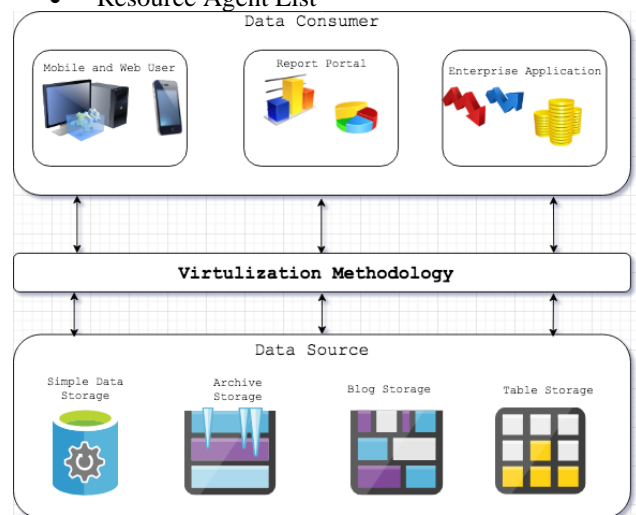 • Resource Agent List
Data Consumer
Mobile and Web User
Report Portal
Enterprise Application
Virtulization Methodology
Data Source
Simple Data
Storage
Archive
Storage
Blog Storage
Table Storage